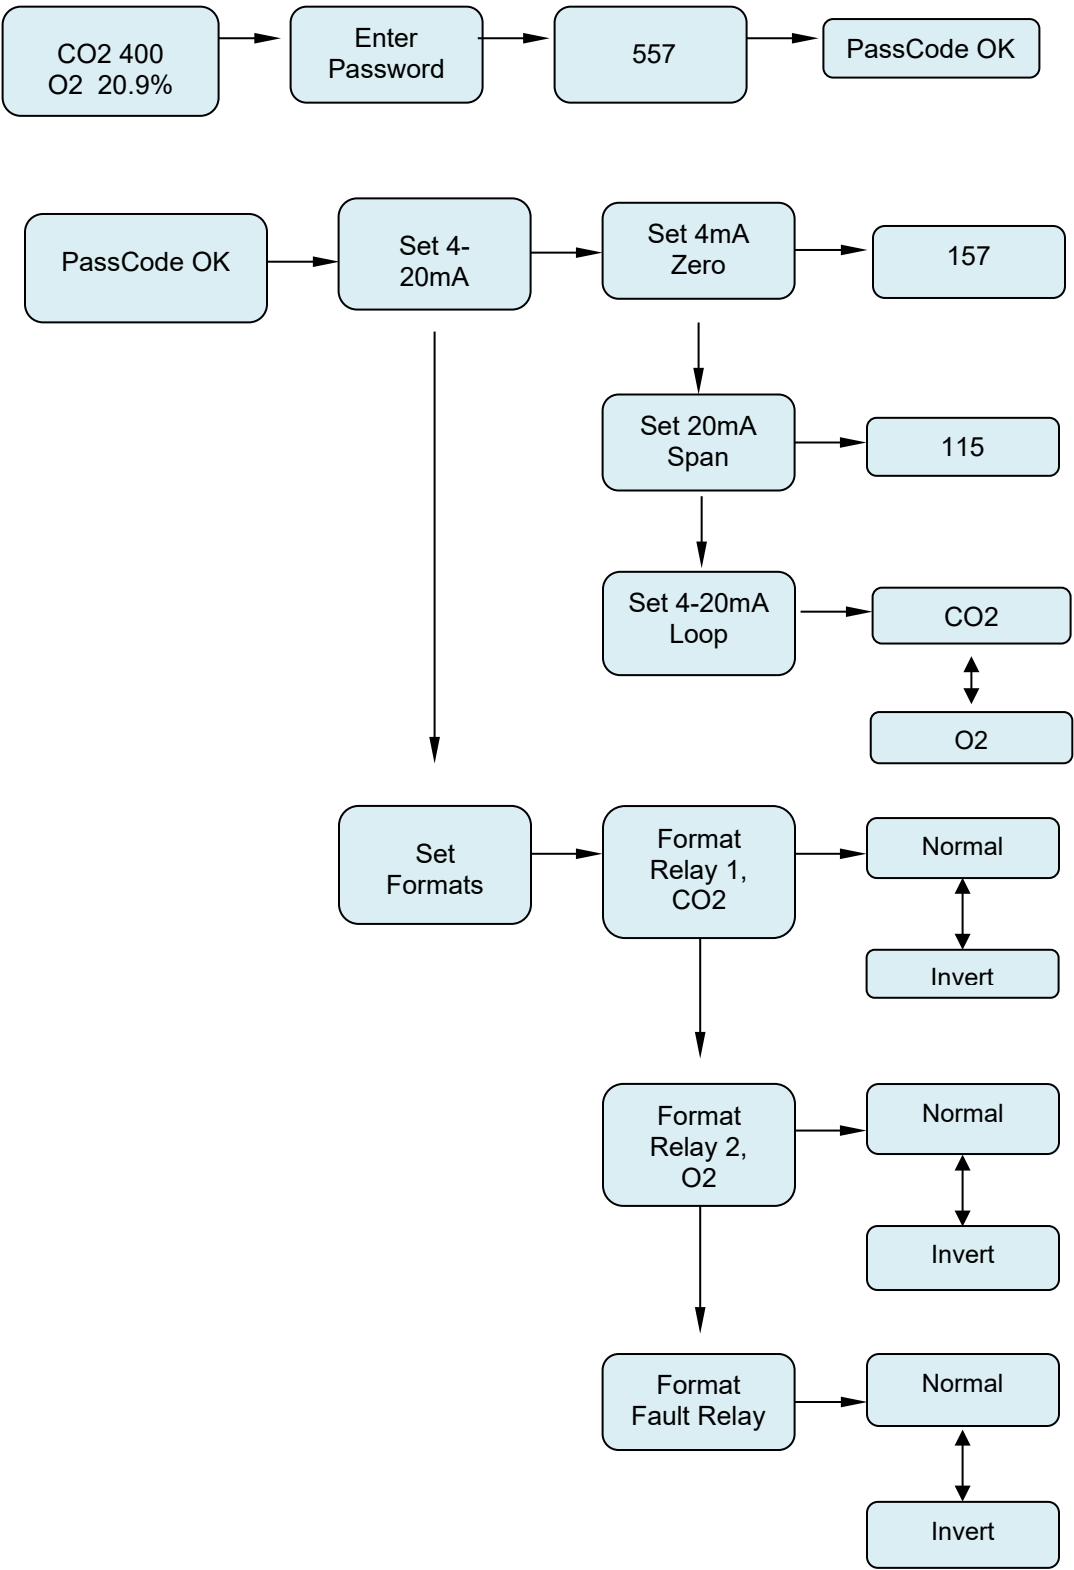 CO2 400
O2  20.9%
Enter
Password
557
PassCode OK
PassCode OK
Set 4-
20mA
Set 4mA
Zero
157
Set 20mA
Span
115
Set 4-20mA
Loop
CO2
O2
Set
Formats
Format
Relay 1,
CO2
Normal
Invert
Format
Relay 2,
O2
Normal
Invert
Format
Fault Relay
Normal
Invert